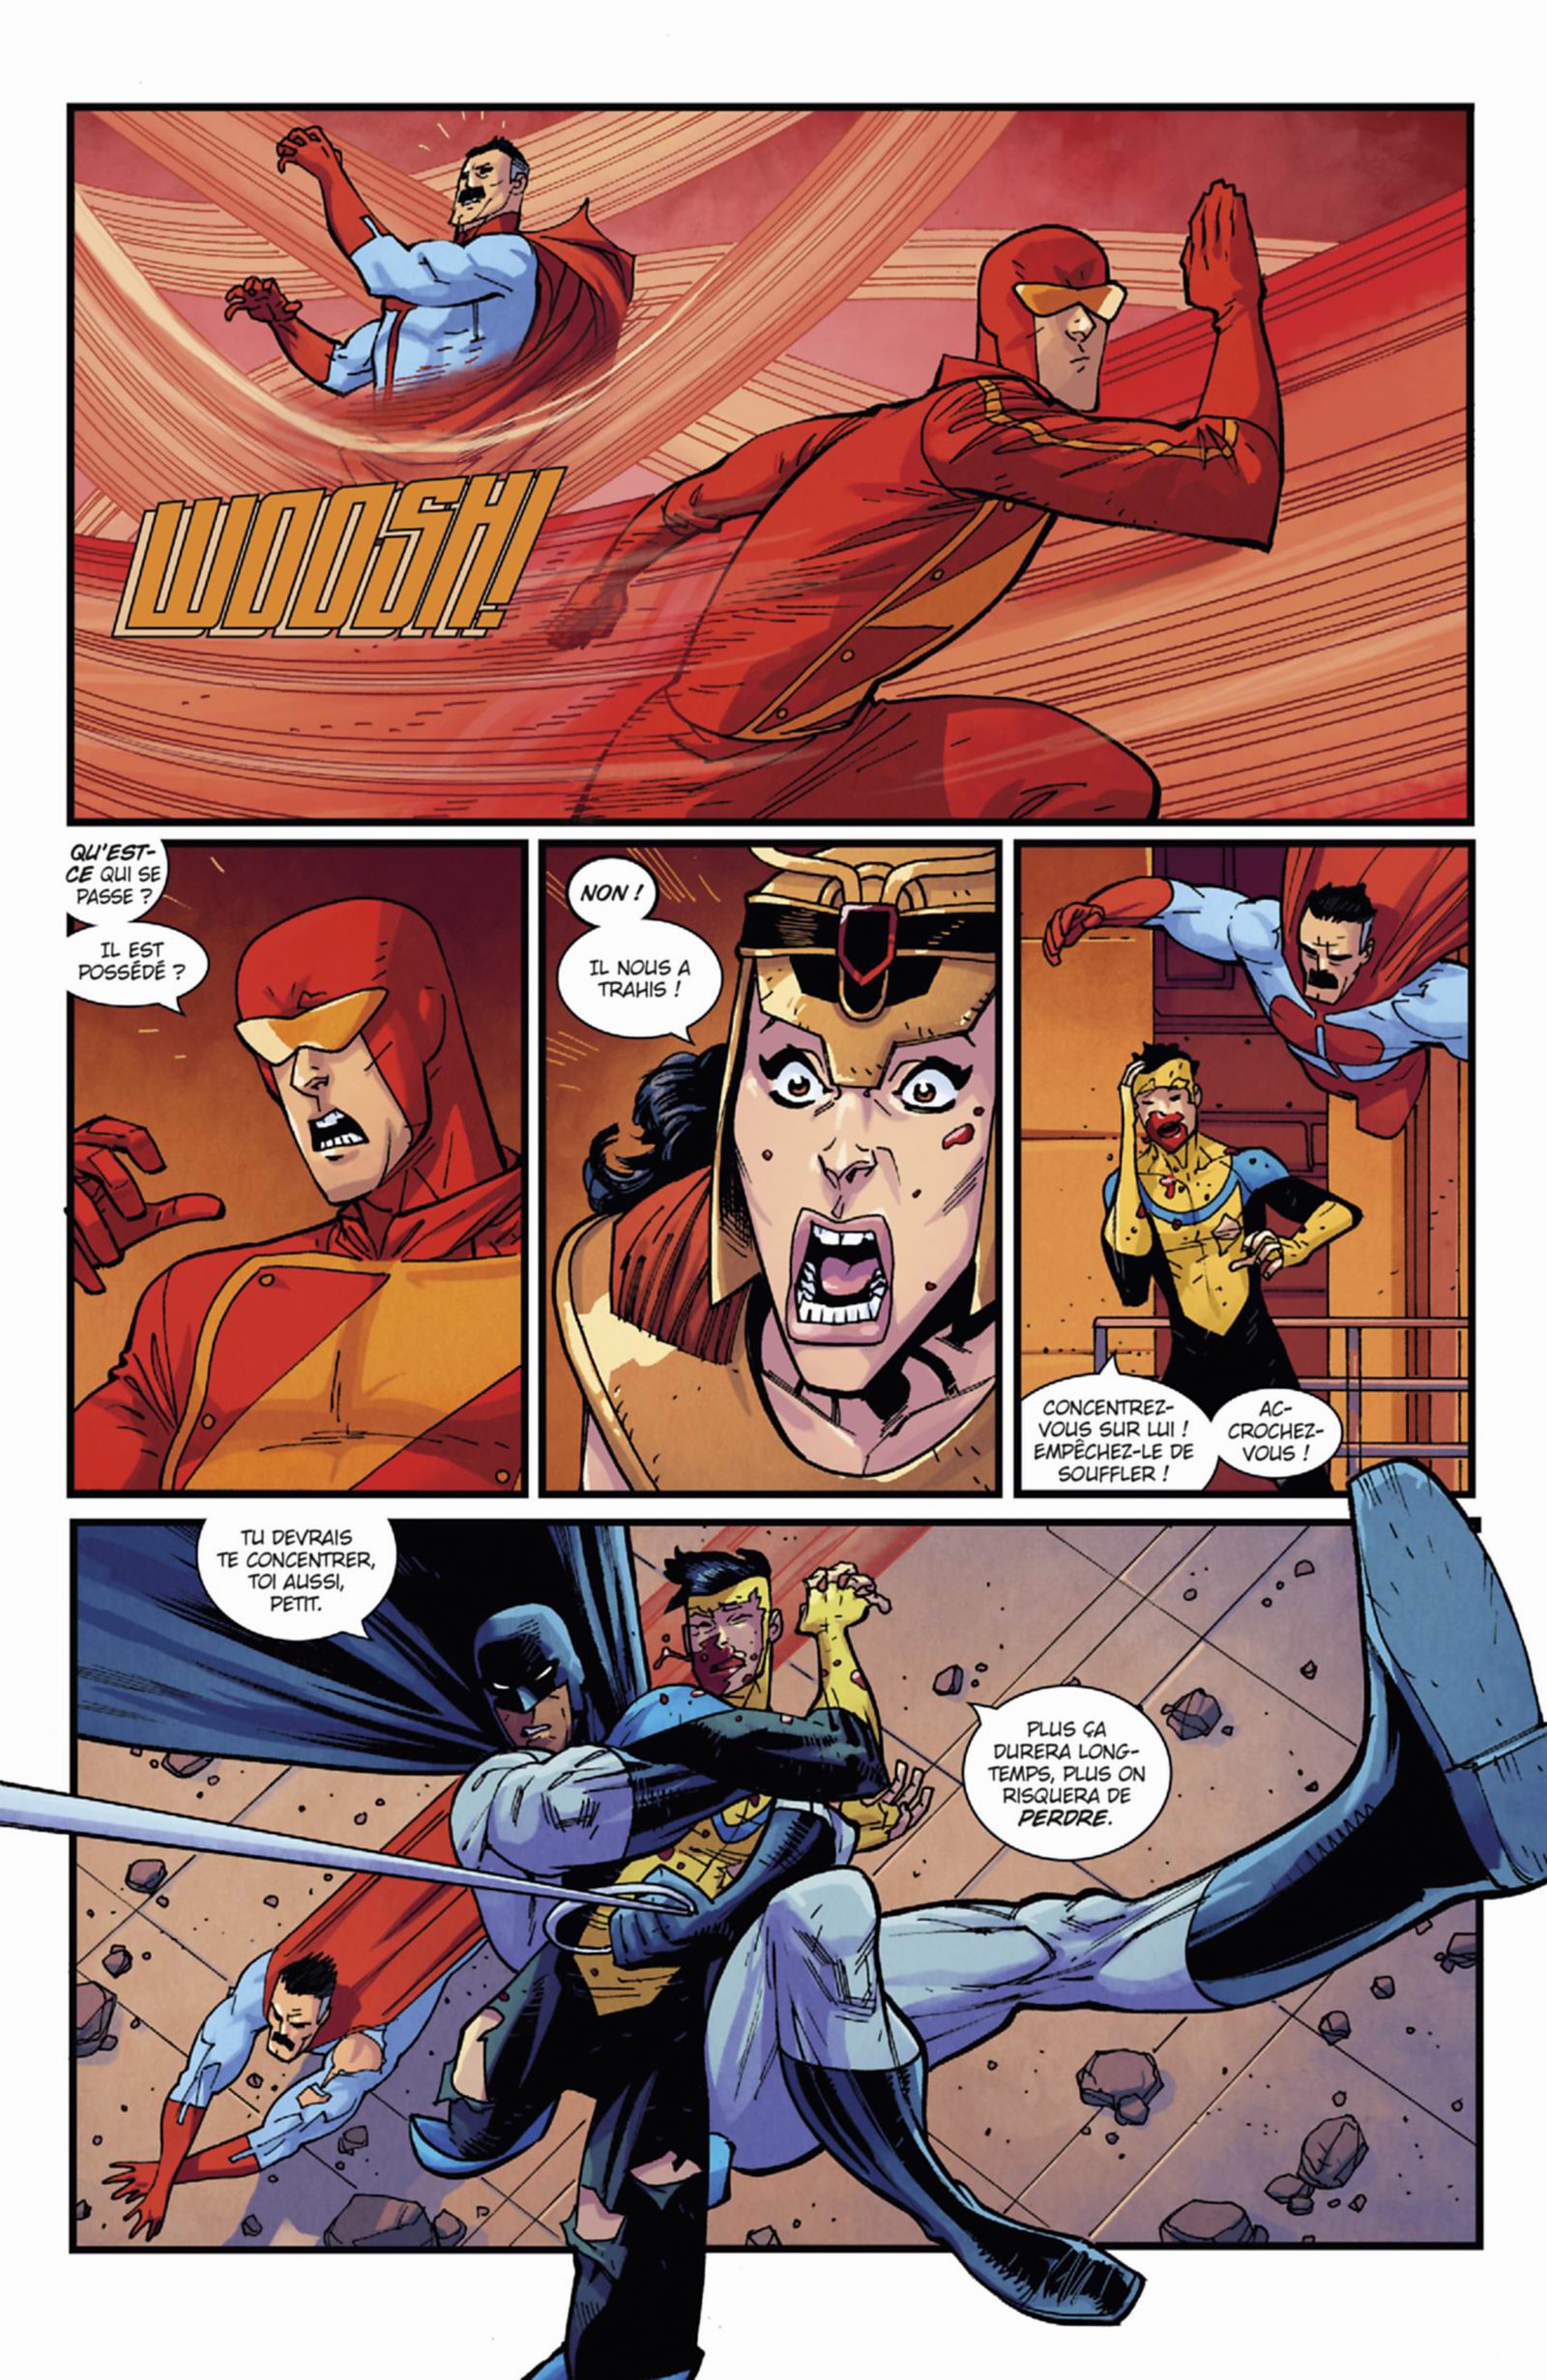 WOOSH!
QU'EST-
CE QUI SE
PASSE ?
IL EST
POSSÉDÉ ?
NON !
IL NOUS A
TRAHIS !
CONCENTREZ-
VOUS SUR LUI !
EMPÊCHEZ-LE DE
SOUFFLER !
AC-
CROCHEZ-
VOUS !
TU DEVRAIS
TE CONCENTRER,
TOI AUSSI,
PETIT.
PLUS ÇA
DURERA LONG-
TEMPS, PLUS ON
RISQUERA DE
PERDRE.